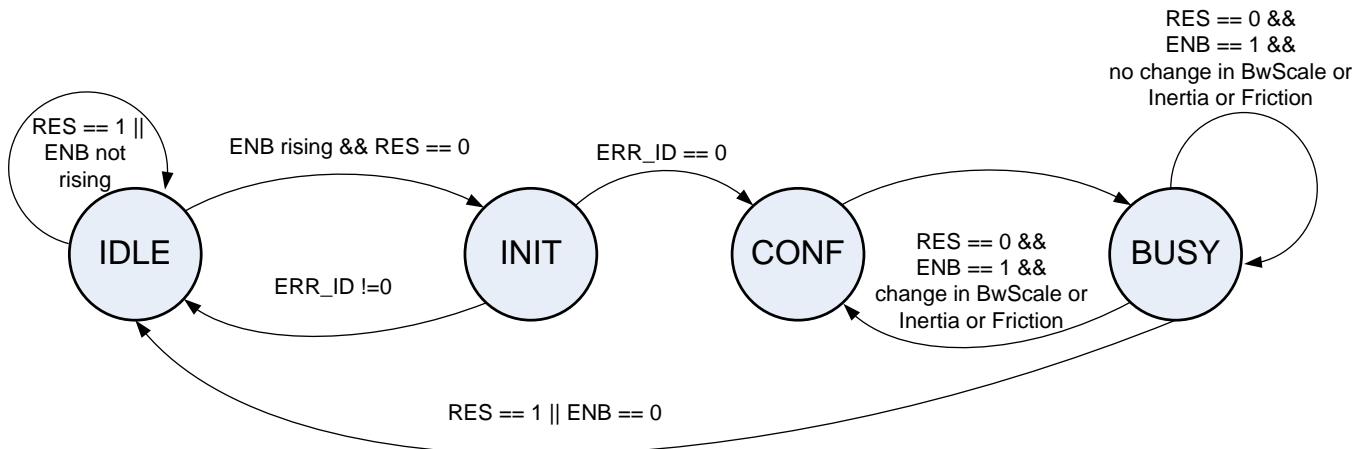 RES == 0 &&
ENB == 1 &&
no change in BwScale or
Inertia or Friction
RES == 1 ||
ENB not
rising
ENB rising && RES == 0
ERR_ID == 0
IDLE
INIT
CONF
RES == 0 &&
ENB == 1 &&
change in BwScale or
Inertia or Friction
BUSY
ERR_ID !=0
RES == 1 || ENB == 0